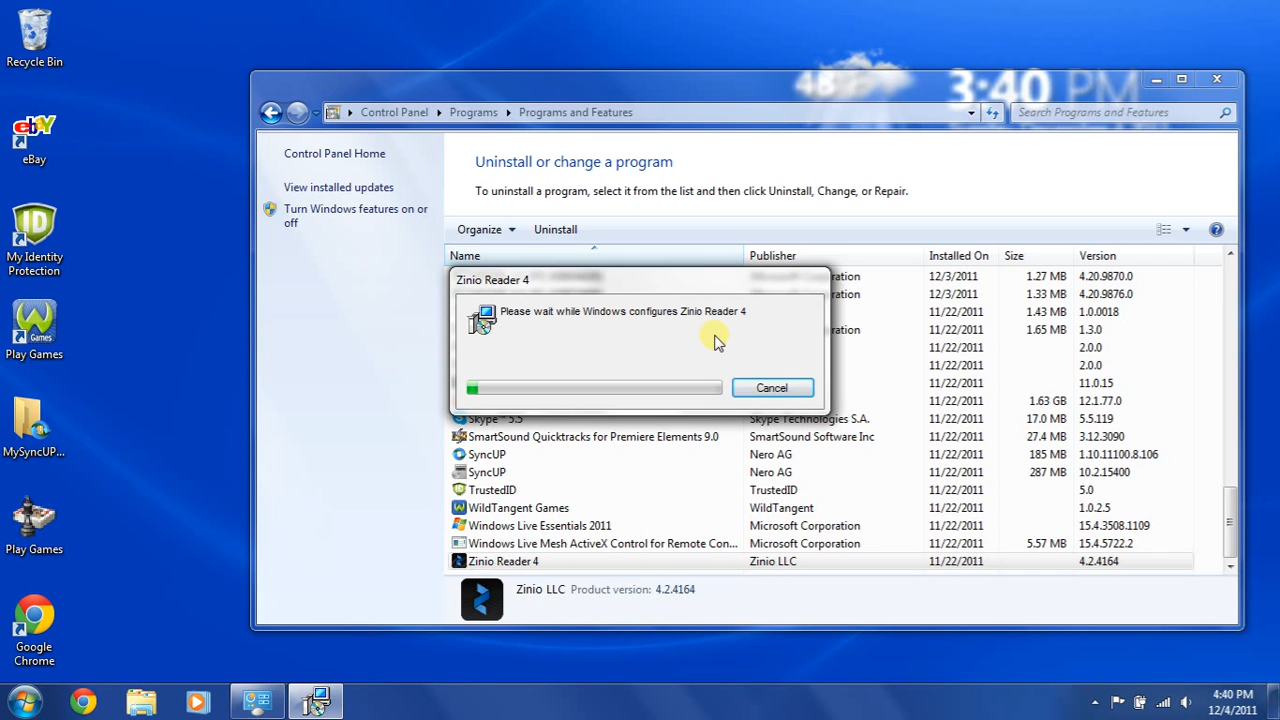 Recycle Bin
eBay
My Identity
Protection
Play Games
MySyncUP...
Play Games
Google
Chrome
3:40 PM
Control Panel
Programs
Programs and Features
Search Programs and Features
Control Panel Home
View installed updates
Turn Windows features on or
off
Uninstall or change a program
To uninstall a program, select it from the list and then click Uninstall, Change, or Repair.
Organize
Uninstall
Name Publisher Installed On Size Version
12/3/2011 1.27 MB 4.20.9870.0
12/3/2011 1.33 MB 4.20.9876.0
11/22/2011 1.43 MB 1.0.0018
11/22/2011 1.65 MB 1.3.0
11/22/2011 2.0.0
11/22/2011 2.0.0
11/22/2011 11.0.15
11/22/2011 1.63 GB 12.1.77.0
Skype™ 5.5 Skype Technologies S.A. 11/22/2011 17.0 MB 5.5.119
SmartSound Quicktracks for Premiere Elements 9.0 SmartSound Software Inc 11/22/2011 27.4 MB 3.12.3090
SyncUP Nero AG 11/22/2011 185 MB 1.10.11100.8.106
SyncUP Nero AG 11/22/2011 287 MB 10.2.15400
TrustedID TrustedID 11/22/2011 5.0
WildTangent Games WildTangent 11/22/2011 1.0.2.5
Windows Live Essentials 2011 Microsoft Corporation 11/22/2011 15.4.3508.1109
Windows Live Mesh ActiveX Control for Remote Con... Microsoft Corporation 11/22/2011 5.57 MB 15.4.5722.2
Zinio Reader 4 Zinio LLC 11/22/2011 4.2.4164
Zinio LLC Product version: 4.2.4164
Zinio Reader 4
Please wait while Windows configures Zinio Reader 4
Cancel
4:40 PM
12/4/2011